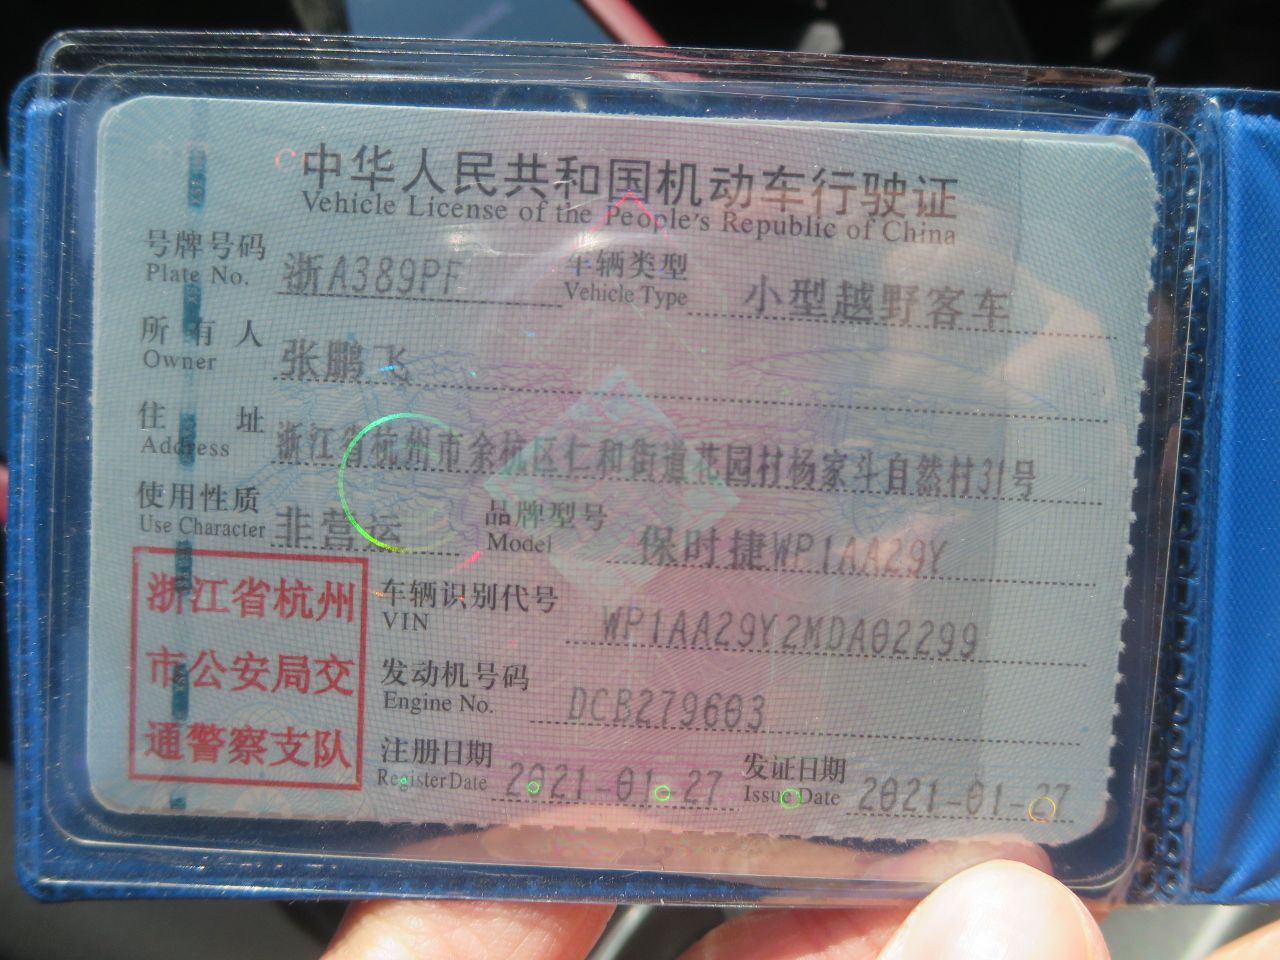 中华人民共和国机动车行驶证
Vehicle License of the People's Republic of China
号牌号码 浙A389PF 车辆类型 小型越野客车
Plate No. Vehicle Type
所有人 张鹏飞
Owner
住址 浙江省杭州市余杭区仁和街道花园村杨家斗自然村31号
Address
使用性质 非营运 品牌型号 保时捷WP1AA29Y
Use Character Model
浙江省杭州
市公安局交
通警察支队
车辆识别代号 WP1AA29Y2MDA02299
VIN
发动机号码 DCB279603
Engine No.
注册日期 2021-01-27 发证日期 2021-01-27
Register Date Issue Date